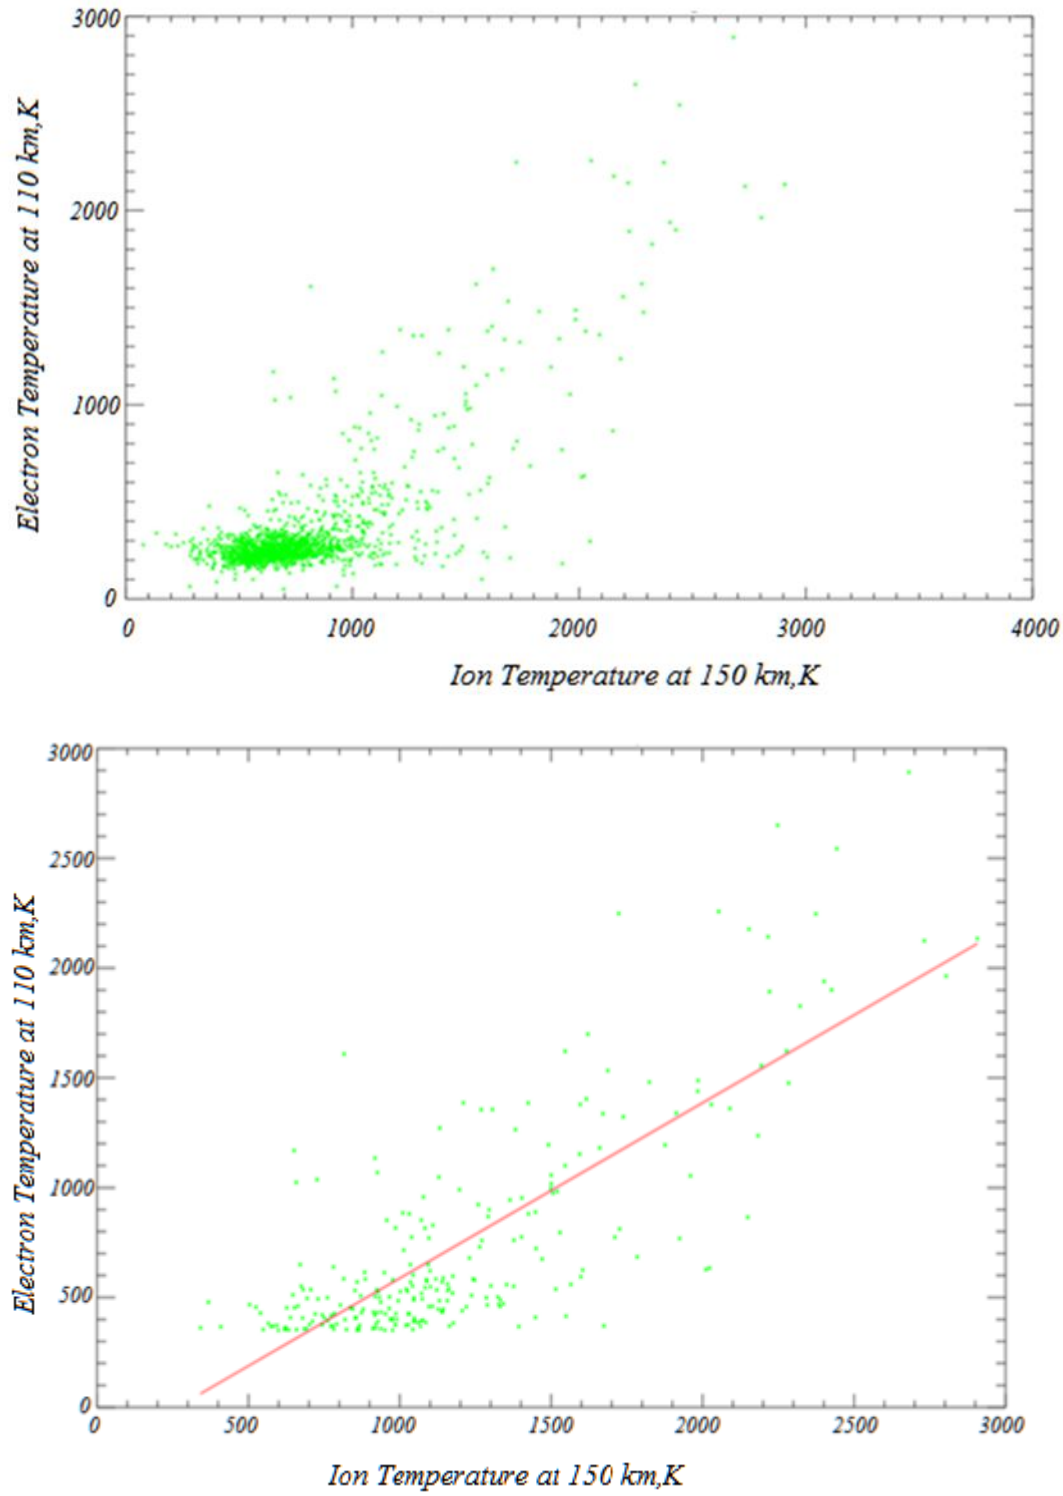 3000
2000
1000
0
Electron Temperature at 110 km,K
0 1000 2000 3000 4000
Ion Temperature at 150 km,K
3000
2500
2000
1500
1000
500
0
Electron Temperature at 110 km,K
0 500 1000 1500 2000 2500 3000
Ion Temperature at 150 km,K